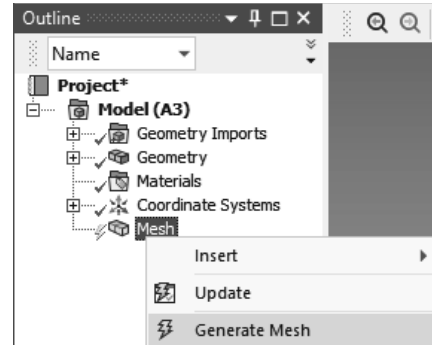 Outline
Name
Project*
Model (A3)
Geometry Imports
Geometry
Materials
Coordinate Systems
Mesh
Insert
Update
Generate Mesh